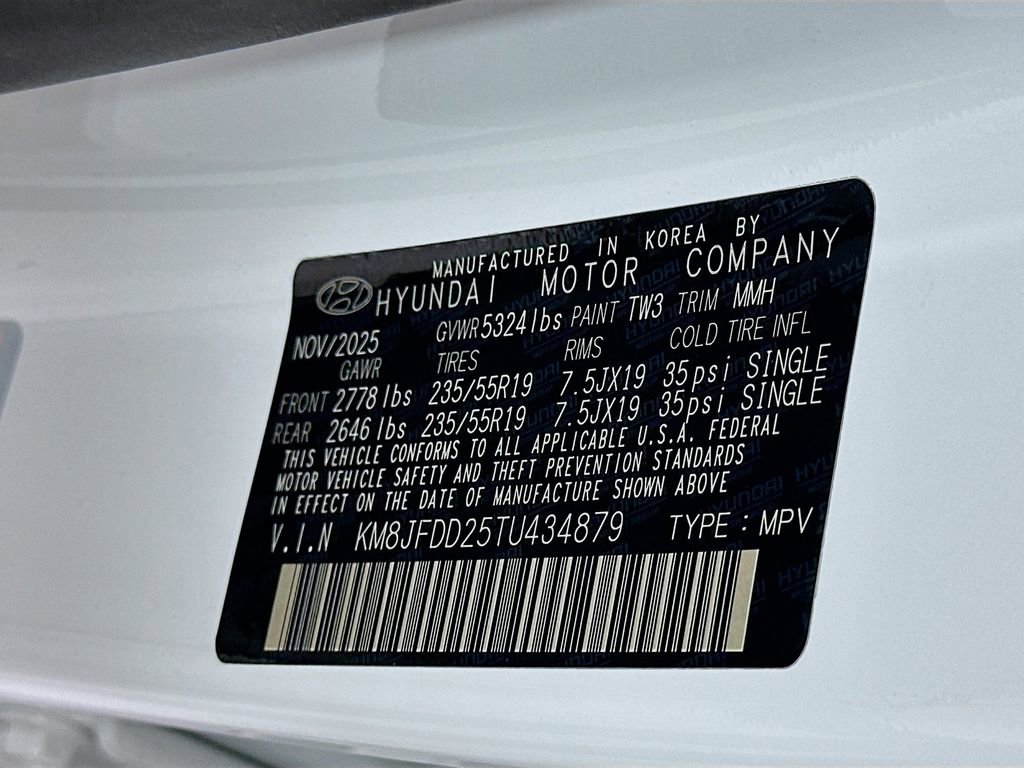 MANUFACTURED IN KOREA BY
HYUNDAI MOTOR COMPANY
NOV/2025 GVWR 5324lbs PAINT TW3 TRIM MMH
GAWR TIRES RIMS COLD TIRE INFL
FRONT 2778 lbs 235/55R19 7.5JX19 35psi SINGLE
REAR 2646 lbs 235/55R19 7.5JX19 35psi SINGLE
THIS VEHICLE CONFORMS TO ALL APPLICABLE U.S.A. FEDERAL
MOTOR VEHICLE SAFETY AND THEFT PREVENTION STANDARDS
IN EFFECT ON THE DATE OF MANUFACTURE SHOWN ABOVE
V.I.N KM8JFDD25TU434879 TYPE : MPV